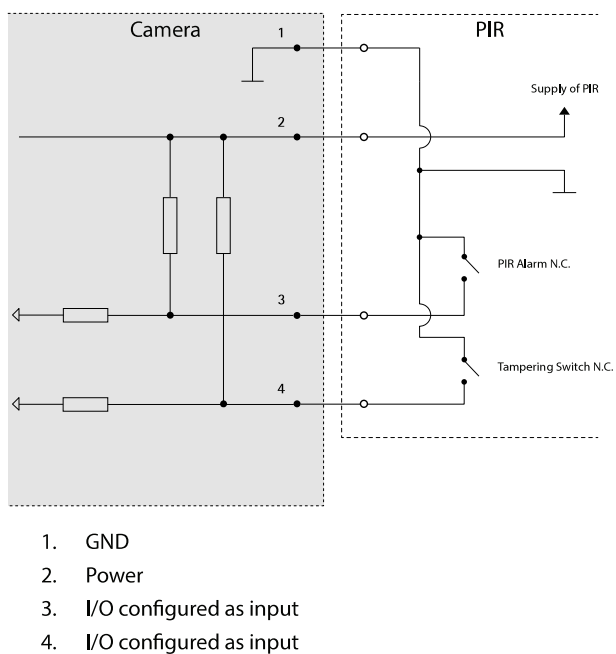 Camera
PIR
1
Supply of PIR
2
PIR Alarm N.C.
3
Tampering Switch N.C.
4
1. GND
2. Power
3. I/O configured as input
4. I/O configured as input